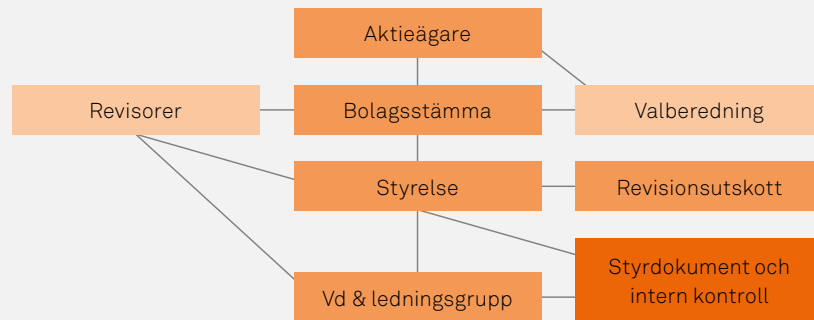 Aktieägare
Revisorer
Bolagsstämma
Valberedning
Styrelse
Revisionsutskott
Styrdokument och
intern kontroll
Vd & ledningsgrupp